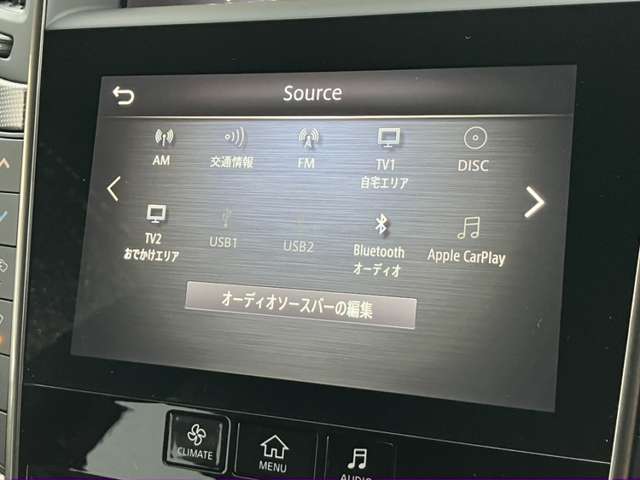 Source
AM
交通情報
FM
TV1
自宅エリア
DISC
TV2
おでかけエリア
USB1
USB2
Bluetooth
オーディオ
Apple CarPlay
オーディオソースバーの編集
CLIMATE
MENU
AUDIO